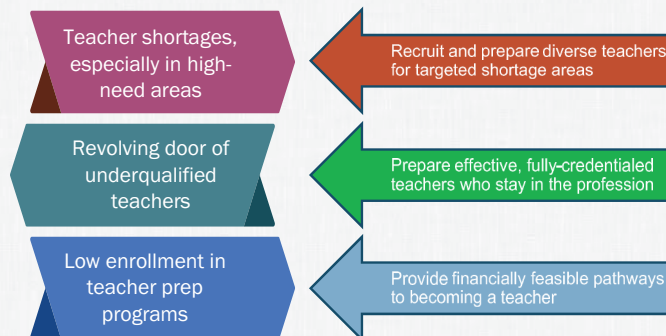 Teacher shortages,
especially in high-
need areas
Recruit and prepare diverse teachers
for targeted shortage areas
Revolving door of
underqualified
teachers
Prepare effective, fully-credentialed
teachers who stay in the profession
Low enrollment in
teacher prep
programs
Provide financially feasible pathways
to becoming a teacher